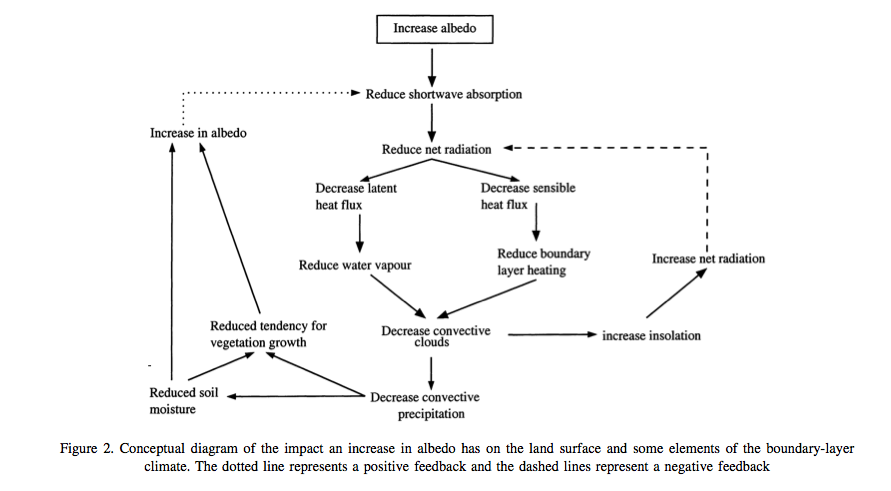 Increase albedo
Reduce shortwave absorption
Increase in albedo
Reduce net radiation
Decrease latent
heat flux
Decrease sensible
heat flux
Reduce water vapour
Reduce boundary
layer heating
Increase net radiation
Reduced tendency for
vegetation growth
Decrease convective
clouds
increase insolation
Reduced soil
moisture
Decrease convective
precipitation
Figure 2. Conceptual diagram of the impact an increase in albedo has on the land surface and some elements of the boundary-layer
climate. The dotted line represents a positive feedback and the dashed lines represent a negative feedback